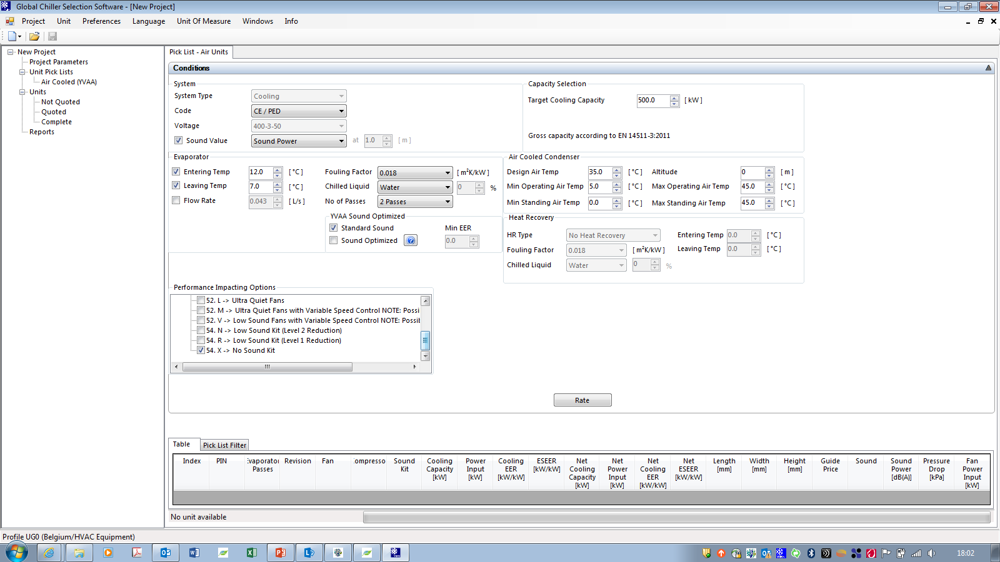 Global Chiller Selection Software - [New Project]
Project Unit Preferences Language Unit Of Measure Windows Info
New Project
Project Parameters
Unit Pick Lists
Air Cooled (YVAA)
Units
Not Quoted
Quoted
Complete
Reports
Pick List - Air Units
Conditions
System
System Type Cooling
Code CE / PED
Voltage 400-3-50
Sound Value Sound Power at 1.0 [ m ]
Capacity Selection
Target Cooling Capacity 500.0 [ kW ]
Gross capacity according to EN 14511-3:2011
Evaporator
Entering Temp 12.0 [ °C ] Fouling Factor 0.018 [ m²K/kW ]
Leaving Temp 7.0 [ °C ] Chilled Liquid Water 0 %
Flow Rate 0.043 [ L/s ] No of Passes 2 Passes
YVAA Sound Optimized
Standard Sound Min EER
Sound Optimized 0.0
Air Cooled Condenser
Design Air Temp 35.0 [ °C ] Altitude 0 [ m ]
Min Operating Air Temp 5.0 [ °C ] Max Operating Air Temp 45.0 [ °C ]
Min Standing Air Temp 0.0 [ °C ] Max Standing Air Temp 45.0 [ °C ]
Heat Recovery
HR Type No Heat Recovery Entering Temp 0.0 [ °C ]
Fouling Factor 0.018 [ m²K/kW ] Leaving Temp 0.0 [ °C ]
Chilled Liquid Water 0 %
Performance Impacting Options
52. L -> Ultra Quiet Fans
52. M -> Ultra Quiet Fans with Variable Speed Control NOTE: Possi
52. V -> Low Sound Fans with Variable Speed Control NOTE: Possib
54. N -> Low Sound Kit (Level 2 Reduction)
54. R -> Low Sound Kit (Level 1 Reduction)
54. X -> No Sound Kit
Rate
Table Pick List Filter
Index PIN Evaporator Revision Fan Compresso Sound Cooling Power Cooling ESEER Net Net Net Net Length Width Height Guide Sound Sound Pressure Fan
Passes Kit Capacity Input EER [kW/kW] Cooling Power Cooling ESEER [mm] [mm] [mm] Price Power Drop Power
[kW] [kW] [kW/kW] Capacity Input EER [kW/kW] [dB(A)] [kPa] Input
[kW] [kW] [kW/kW] [kW]
No unit available
Profile UG0 (Belgium/HVAC Equipment)
18:02